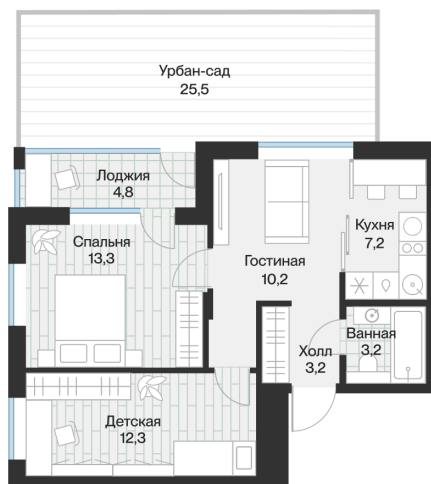 Урбан-сад
25,5
Лоджия
4,8
Спальня
13,3
Гостиная
10,2
Кухня
7,2
Ванная
3,2
Холл
3,2
Детская
12,3